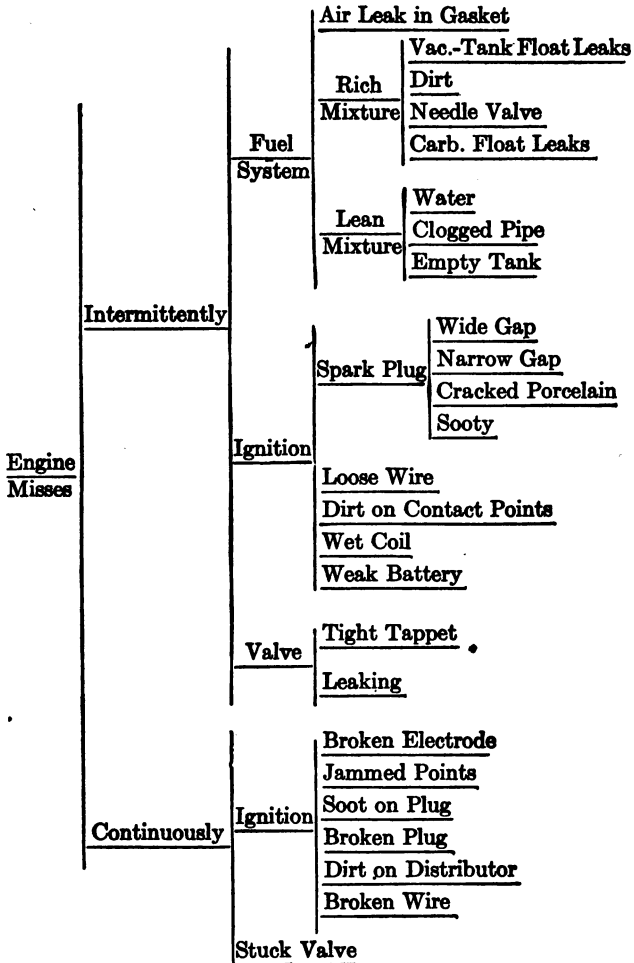 Air Leak in Gasket
Vac.-Tank Float Leaks
Rich
Mixture
Dirt
Needle Valve
Carb. Float Leaks
Fuel
System
Lean
Mixture
Water
Clogged Pipe
Empty Tank
Intermittently
Spark Plug
Wide Gap
Narrow Gap
Cracked Porcelain
Sooty
Ignition
Engine
Misses
Loose Wire
Dirt on Contact Points
Wet Coil
Weak Battery
Valve
Tight Tappet
Leaking
Continuously
Ignition
Broken Electrode
Jammed Points
Soot on Plug
Broken Plug
Dirt on Distributor
Broken Wire
Stuck Valve